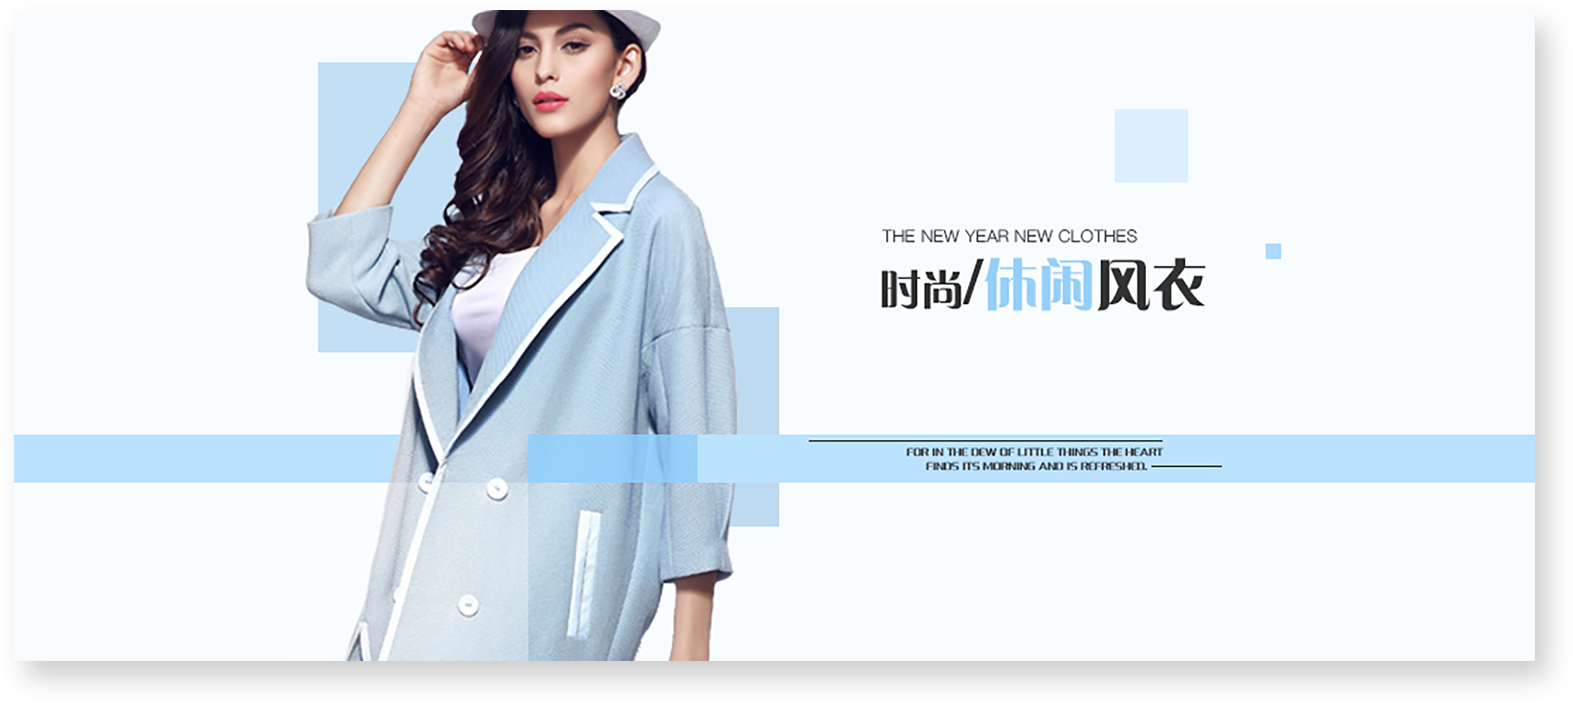 THE NEW YEAR NEW CLOTHES
时尚/休闲风衣
FOR IN THE DEW OF LITTLE THINGS THE HEART
FINDS ITS MORNING AND IS REFRESHED.